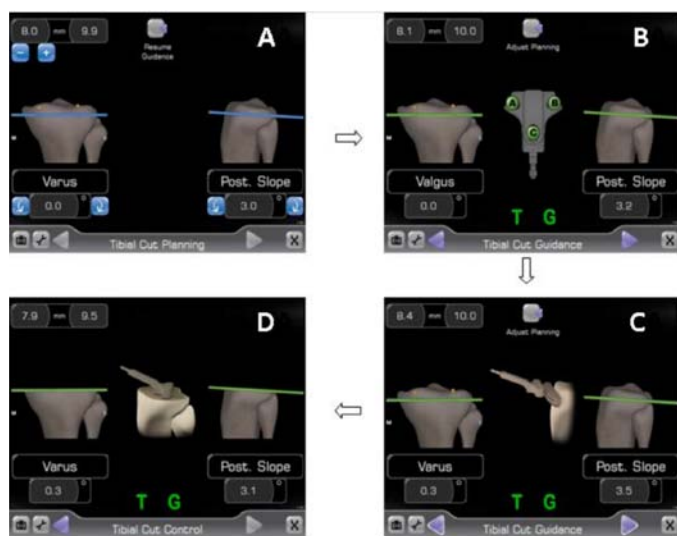 8.0 mm 9.9
A
Resume
Guidance
Varus
Post. Slope
0.0
3.0
Tibial Cut Planning
X
8.1 mm 10.0
B
Adjust Planning
A
B
C
Valgus
Post. Slope
0.0
3.2
T G
Tibial Cut Guidance
X
7.9 mm 9.5
D
Varus
Post. Slope
0.3
3.1
T G
Tibial Cut Control
X
8.4 mm 10.0
C
Adjust Planning
Varus
Post. Slope
0.3
3.5
T G
Tibial Cut Guidance
X